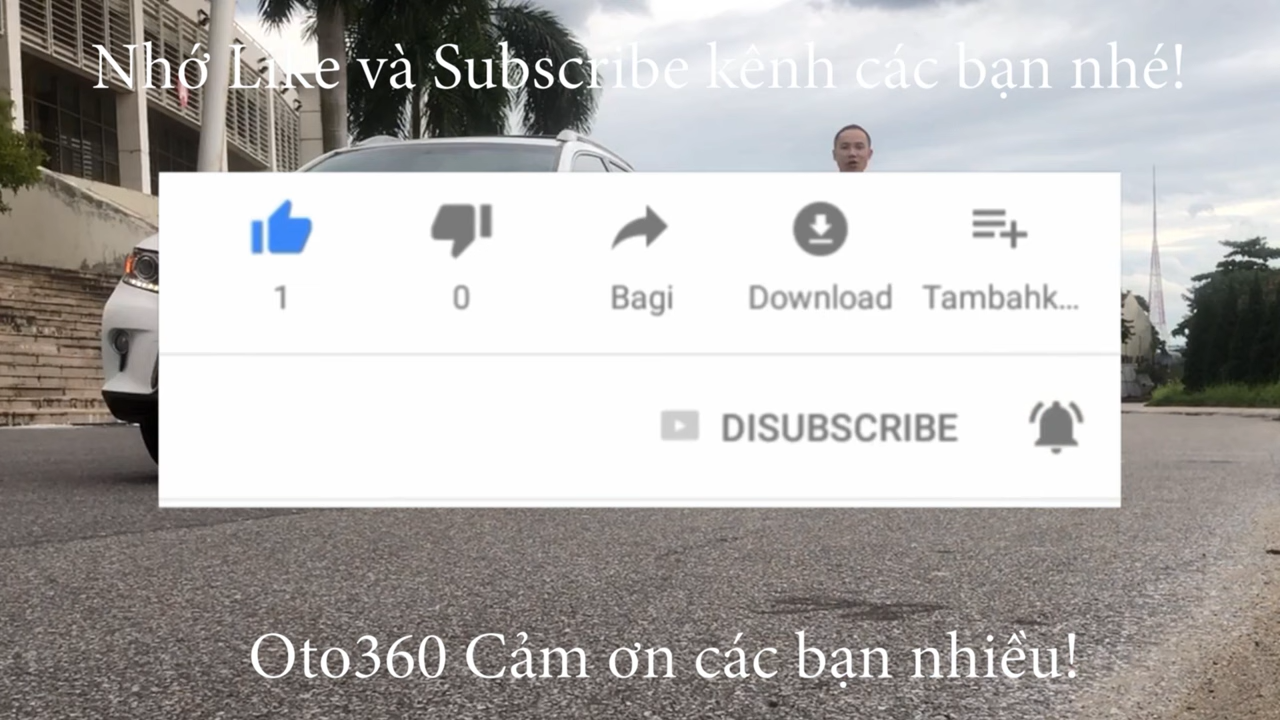 Nhớ Like và Subscribe kênh các bạn nhé!
1
0
Bagi
Download
Tambahk...
DISUBSCRIBE
Oto360 Cảm ơn các bạn nhiều!